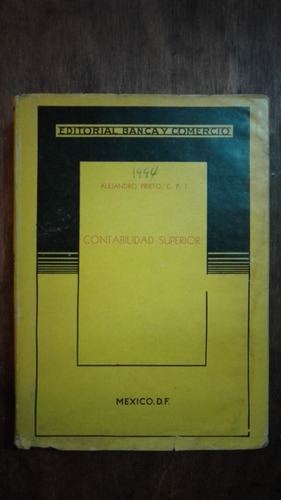 EDITORIAL BANCA Y COMERCIO
1994
ALEJANDRO PRIETO, C. P. T.
CONTABILIDAD SUPERIOR
MEXICO, D.F.